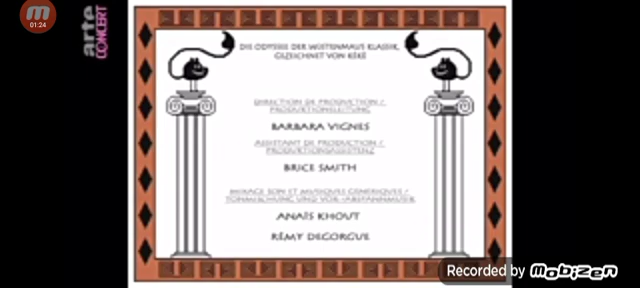 01:24
arte
CONCERT
DIE ODYSSEE DER WÜSTENMAUS KLASSIK,
GEZEICHNET VON KEKE
DIRECTION DE PRODUCTION /
PRODUKTIONSLEITUNG
BARBARA VIGNES
ASSISTANT DE PRODUCTION /
PRODUKTIONSASSISTENZ
BRICE SMITH
MIXAGE SON ET MUSIQUES GÉNÉRIQUES /
TONMISCHUNG UND VOR-/ABSPANNMUSIK
ANAÏS KHOUT
RÉMY DEGORGUE
Recorded by Mobizen